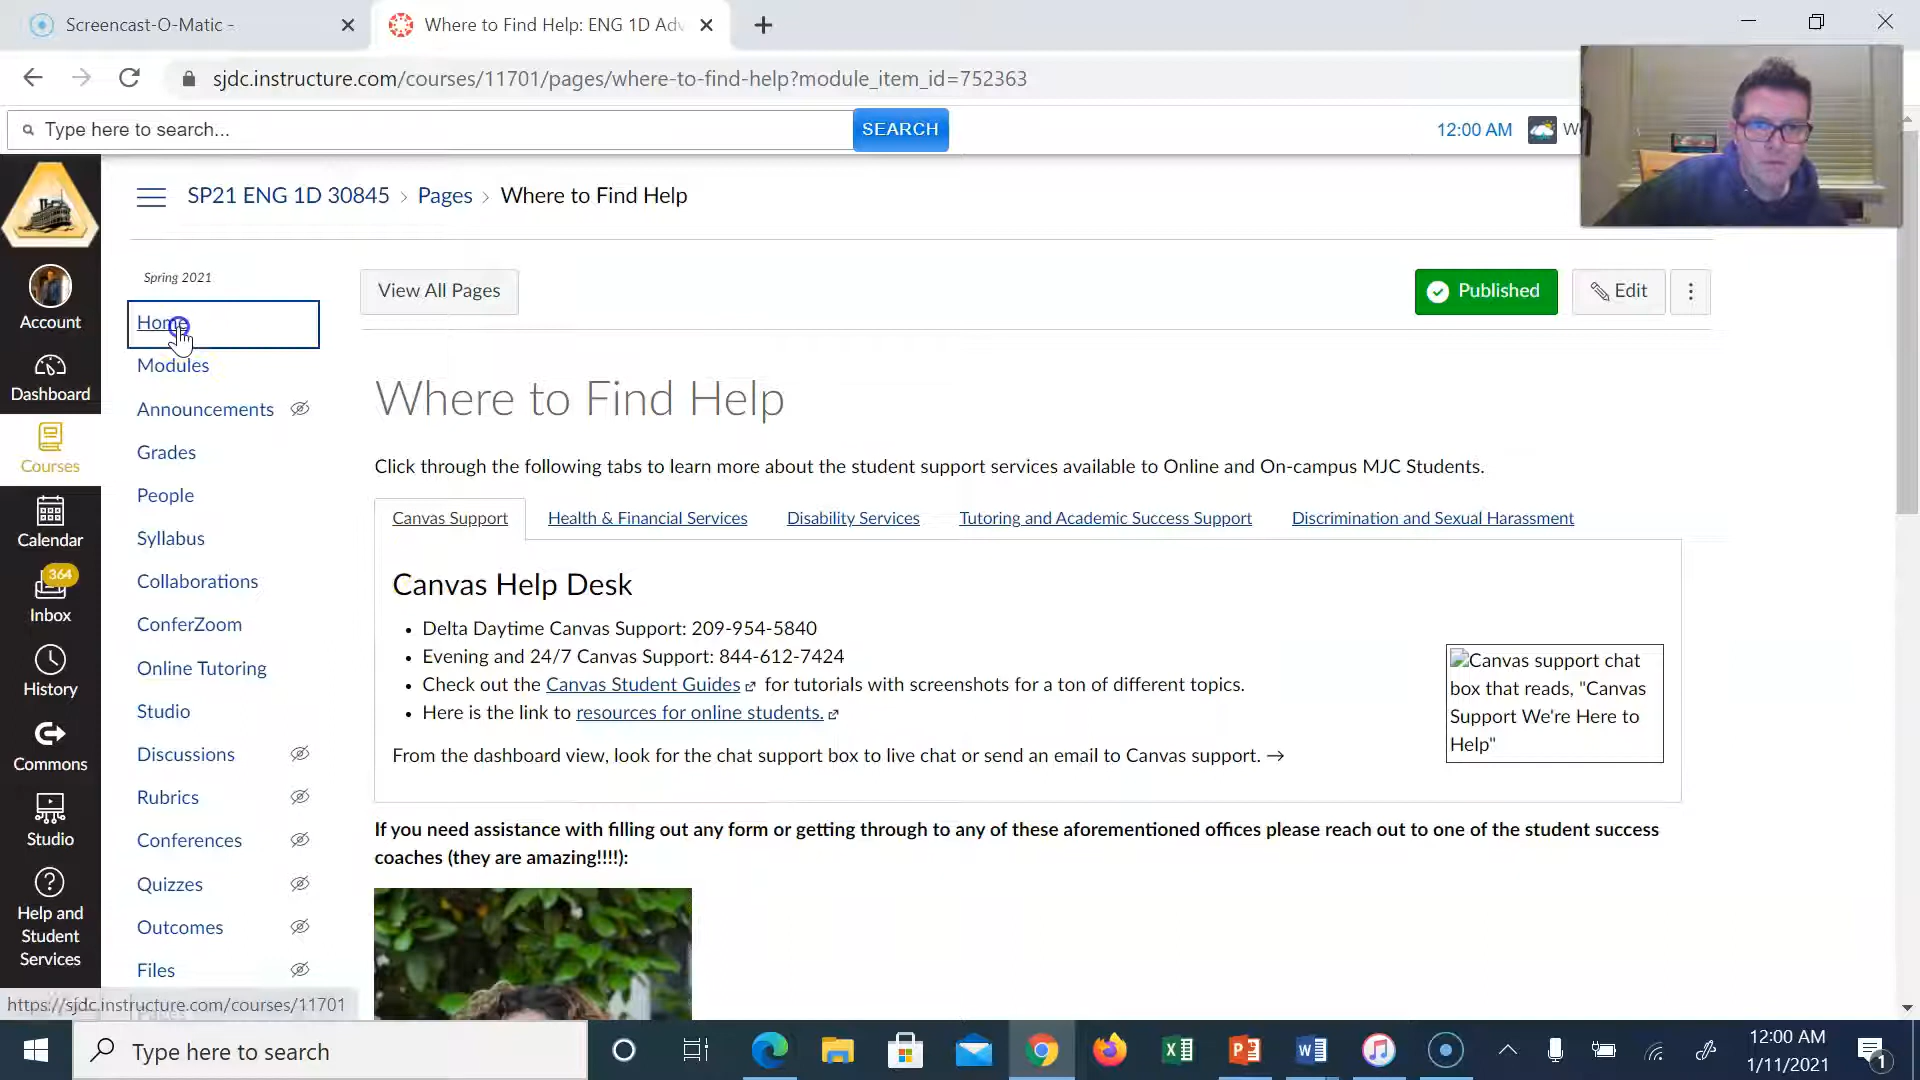 Screencast-O-Matic -
Where to Find Help: ENG 1D Adv
sjdc.instructure.com/courses/11701/pages/where-to-find-help?module_item_id=752363
Type here to search...
SEARCH
12:00 AM
SP21 ENG 1D 30845 > Pages > Where to Find Help
Spring 2021
Home
Modules
Announcements
Grades
People
Syllabus
Collaborations
ConferZoom
Online Tutoring
Studio
Discussions
Rubrics
Conferences
Quizzes
Outcomes
Files
Account
Dashboard
Courses
Calendar
364
Inbox
History
Commons
Studio
Help and
Student
Services
View All Pages
Published
Edit
Where to Find Help
Click through the following tabs to learn more about the student support services available to Online and On-campus MJC Students.
Canvas Support
Health & Financial Services
Disability Services
Tutoring and Academic Success Support
Discrimination and Sexual Harassment
Canvas Help Desk
• Delta Daytime Canvas Support: 209-954-5840
• Evening and 24/7 Canvas Support: 844-612-7424
• Check out the Canvas Student Guides for tutorials with screenshots for a ton of different topics.
• Here is the link to resources for online students.
From the dashboard view, look for the chat support box to live chat or send an email to Canvas support. →
Canvas support chat
box that reads, "Canvas
Support We're Here to
Help"
If you need assistance with filling out any form or getting through to any of these aforementioned offices please reach out to one of the student success
coaches (they are amazing!!!!):
https://sjdc.instructure.com/courses/11701
Type here to search
12:00 AM
1/11/2021
1